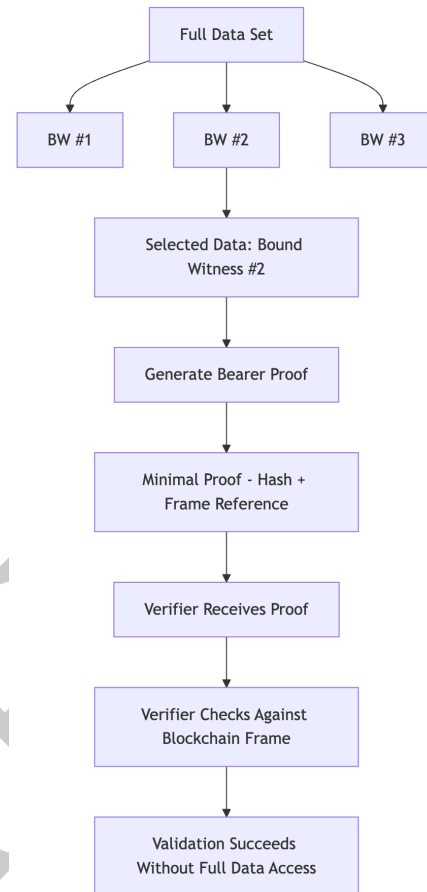 Full Data Set
BW #1
BW #2
BW #3
Selected Data: Bound
Witness #2
Generate Bearer Proof
Minimal Proof - Hash +
Frame Reference
Verifier Receives Proof
Verifier Checks Against
Blockchain Frame
Validation Succeeds
Without Full Data Access